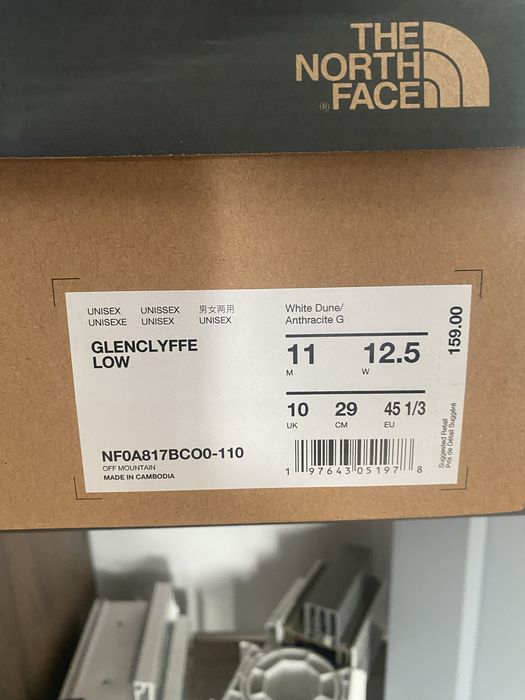 THE
NORTH
® FACE
UNISEX UNISSEX 男女两用
UNISEXE UNISEX UNISEX
GLENCLYFFE
LOW
NF0A817BCO0-110
OFF MOUNTAIN
MADE IN CAMBODIA
White Dune/
Anthracite G
11 12.5
M W
10 29 45 1/3
UK CM EU
1 97643 05197 8
159.00
Suggested Retail
Prix de Détail Suggéré